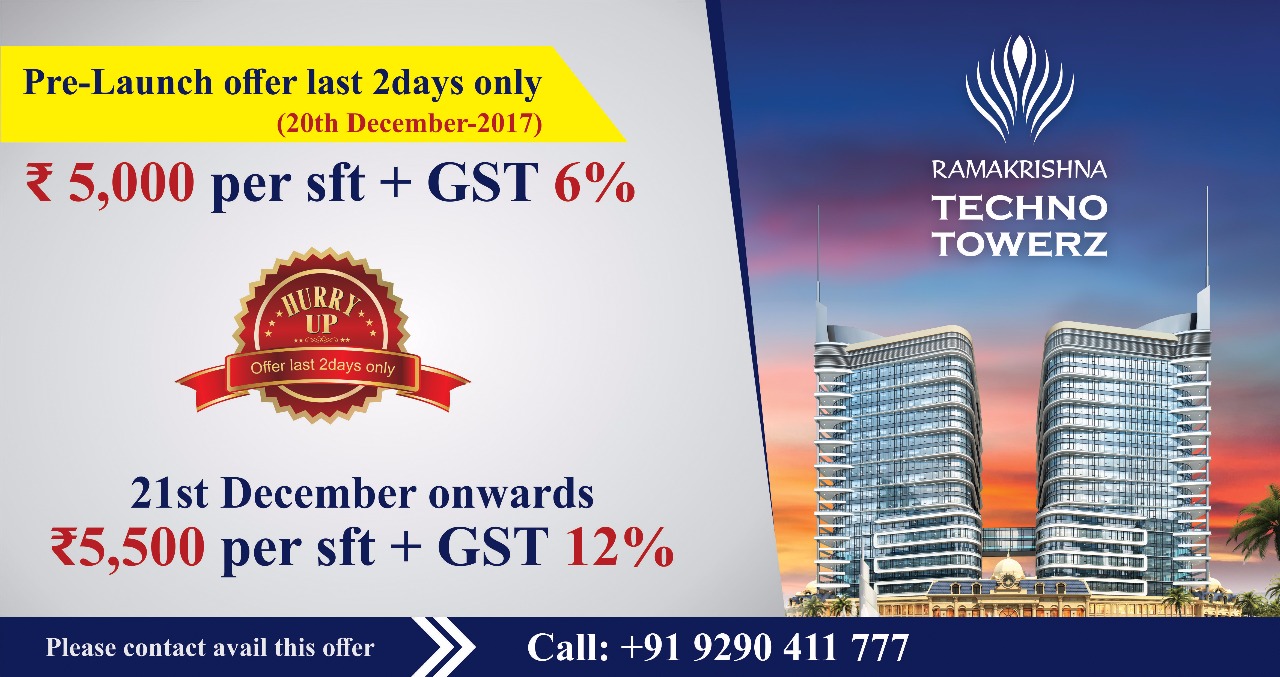 Pre-Launch offer last 2days only
(20th December-2017)
₹ 5,000 per sft + GST 6%
HURRY
UP
Offer last 2days only
21st December onwards
₹5,500 per sft + GST 12%
RAMAKRISHNA
TECHNO
TOWERZ
Please contact avail this offer
Call: +91 9290 411 777